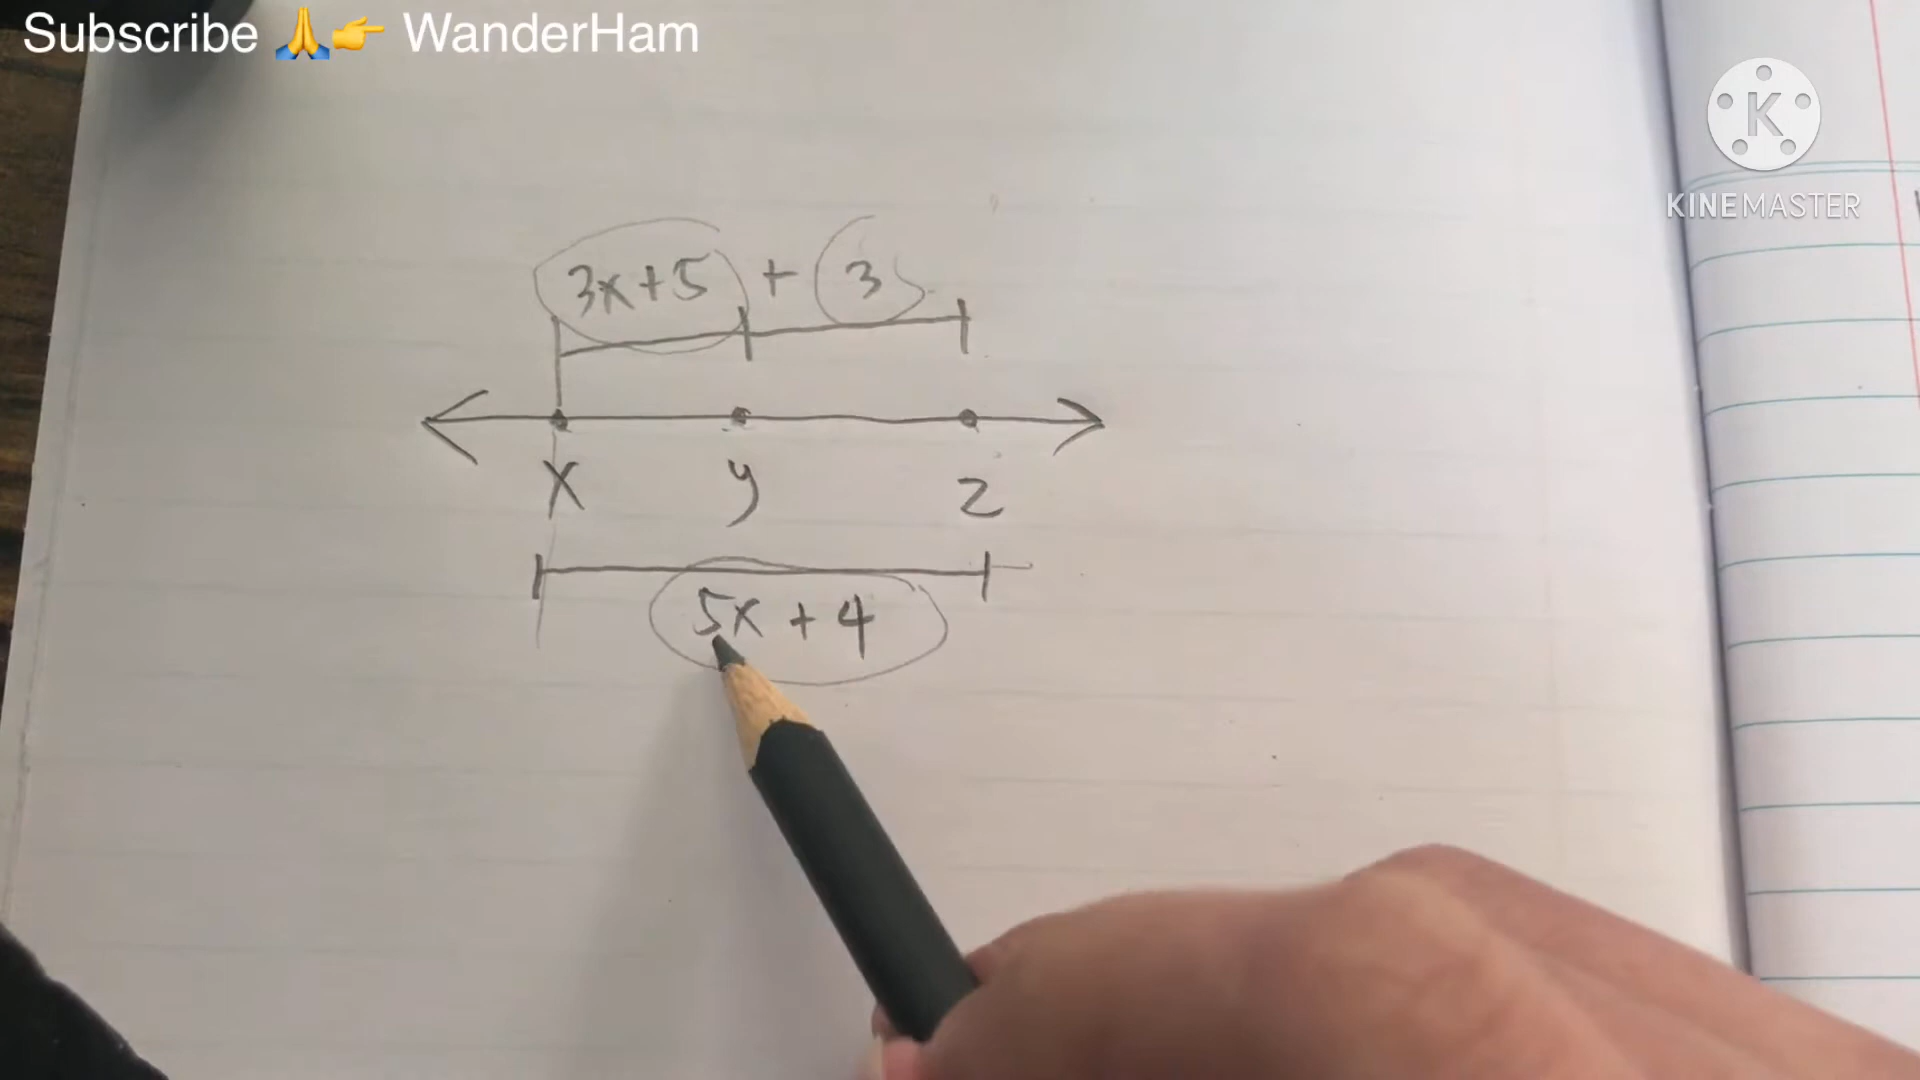 Subscribe 🙏👉 WanderHam
K
KINEMASTER
3x+5 + 3
x y z
5x + 4